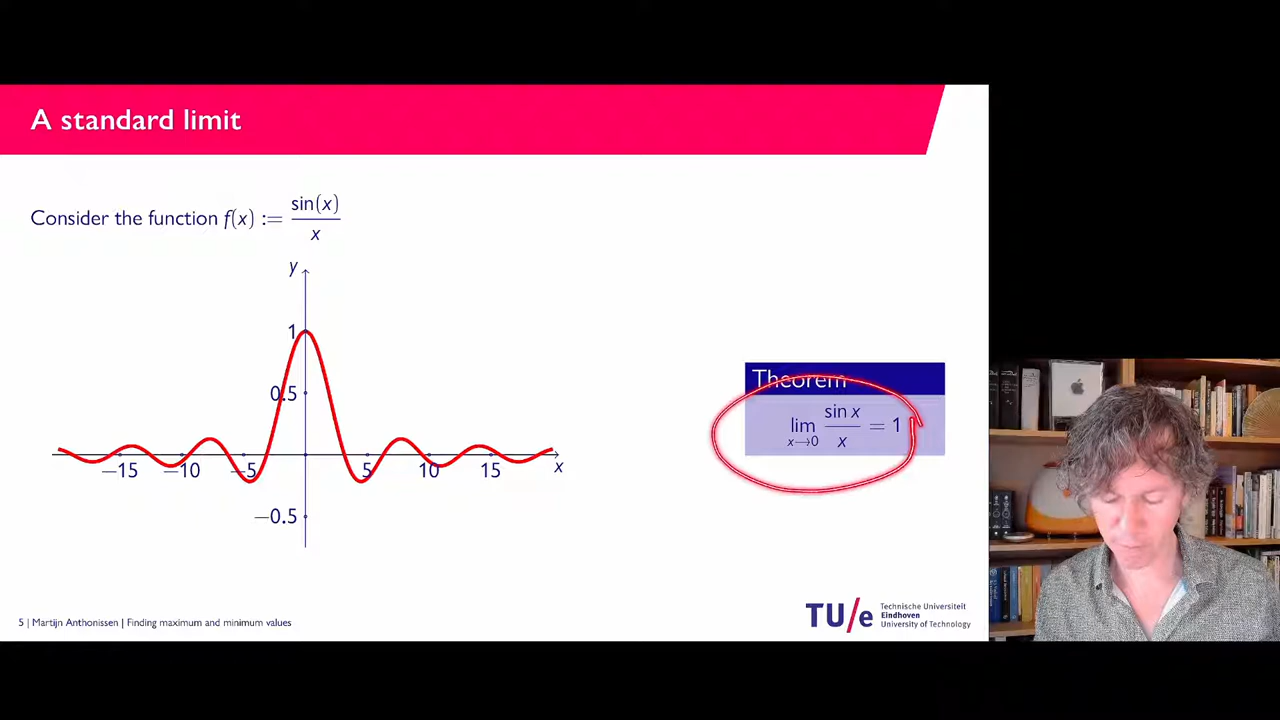 A standard limit
Consider the function f(x) := sin(x) / x
y
1
0.5
−15 −10 −5 5 10 15 x
−0.5
Theorem
lim x→0 sin x / x = 1
5 | Martijn Anthonissen | Finding maximum and minimum values
TU/e
Technische Universiteit
Eindhoven
University of Technology